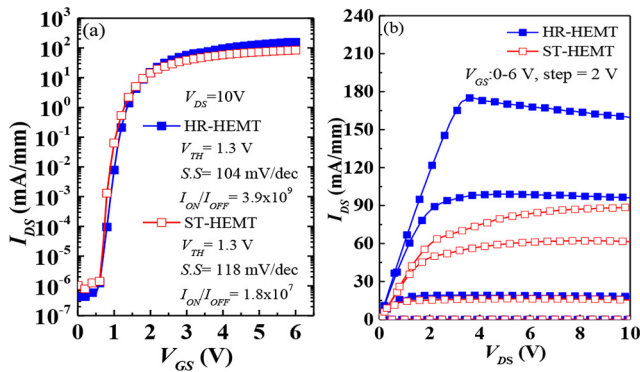 (a)
10³
10²
10¹
10⁰
10⁻¹
10⁻²
10⁻³
10⁻⁴
10⁻⁵
10⁻⁶
10⁻⁷
I_DS (mA/mm)
V_DS=10V
HR-HEMT
V_TH= 1.3 V
S.S= 104 mV/dec
I_ON/I_OFF= 3.9x10⁹
ST-HEMT
V_TH= 1.3 V
S.S= 118 mV/dec
I_ON/I_OFF= 1.8x10⁷
0 1 2 3 4 5 6
V_GS (V)
(b)
240
210
180
150
120
90
60
30
0
I_DS (mA/mm)
HR-HEMT
ST-HEMT
V_GS:0-6 V, step = 2 V
0 2 4 6 8 10
V_DS (V)